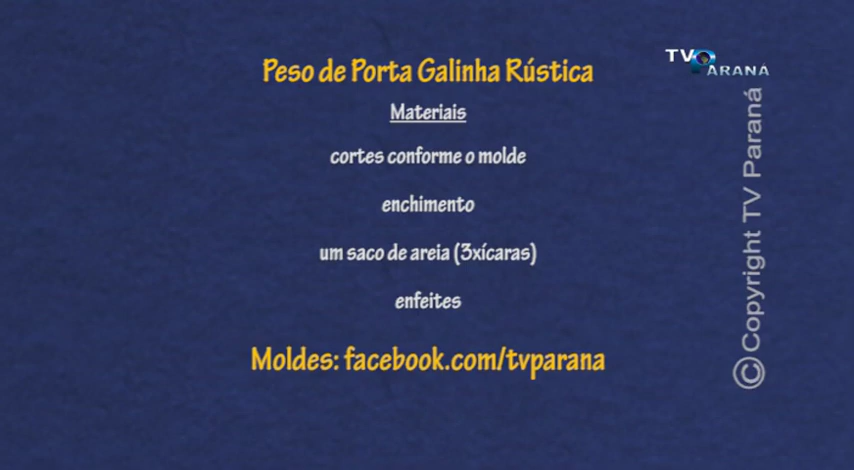 Peso de Porta Galinha Rústica
TV PARANÁ
Materiais
cortes conforme o molde
enchimento
um saco de areia (3xícaras)
enfeites
Moldes: facebook.com/tvparana
©Copyright TV Paraná